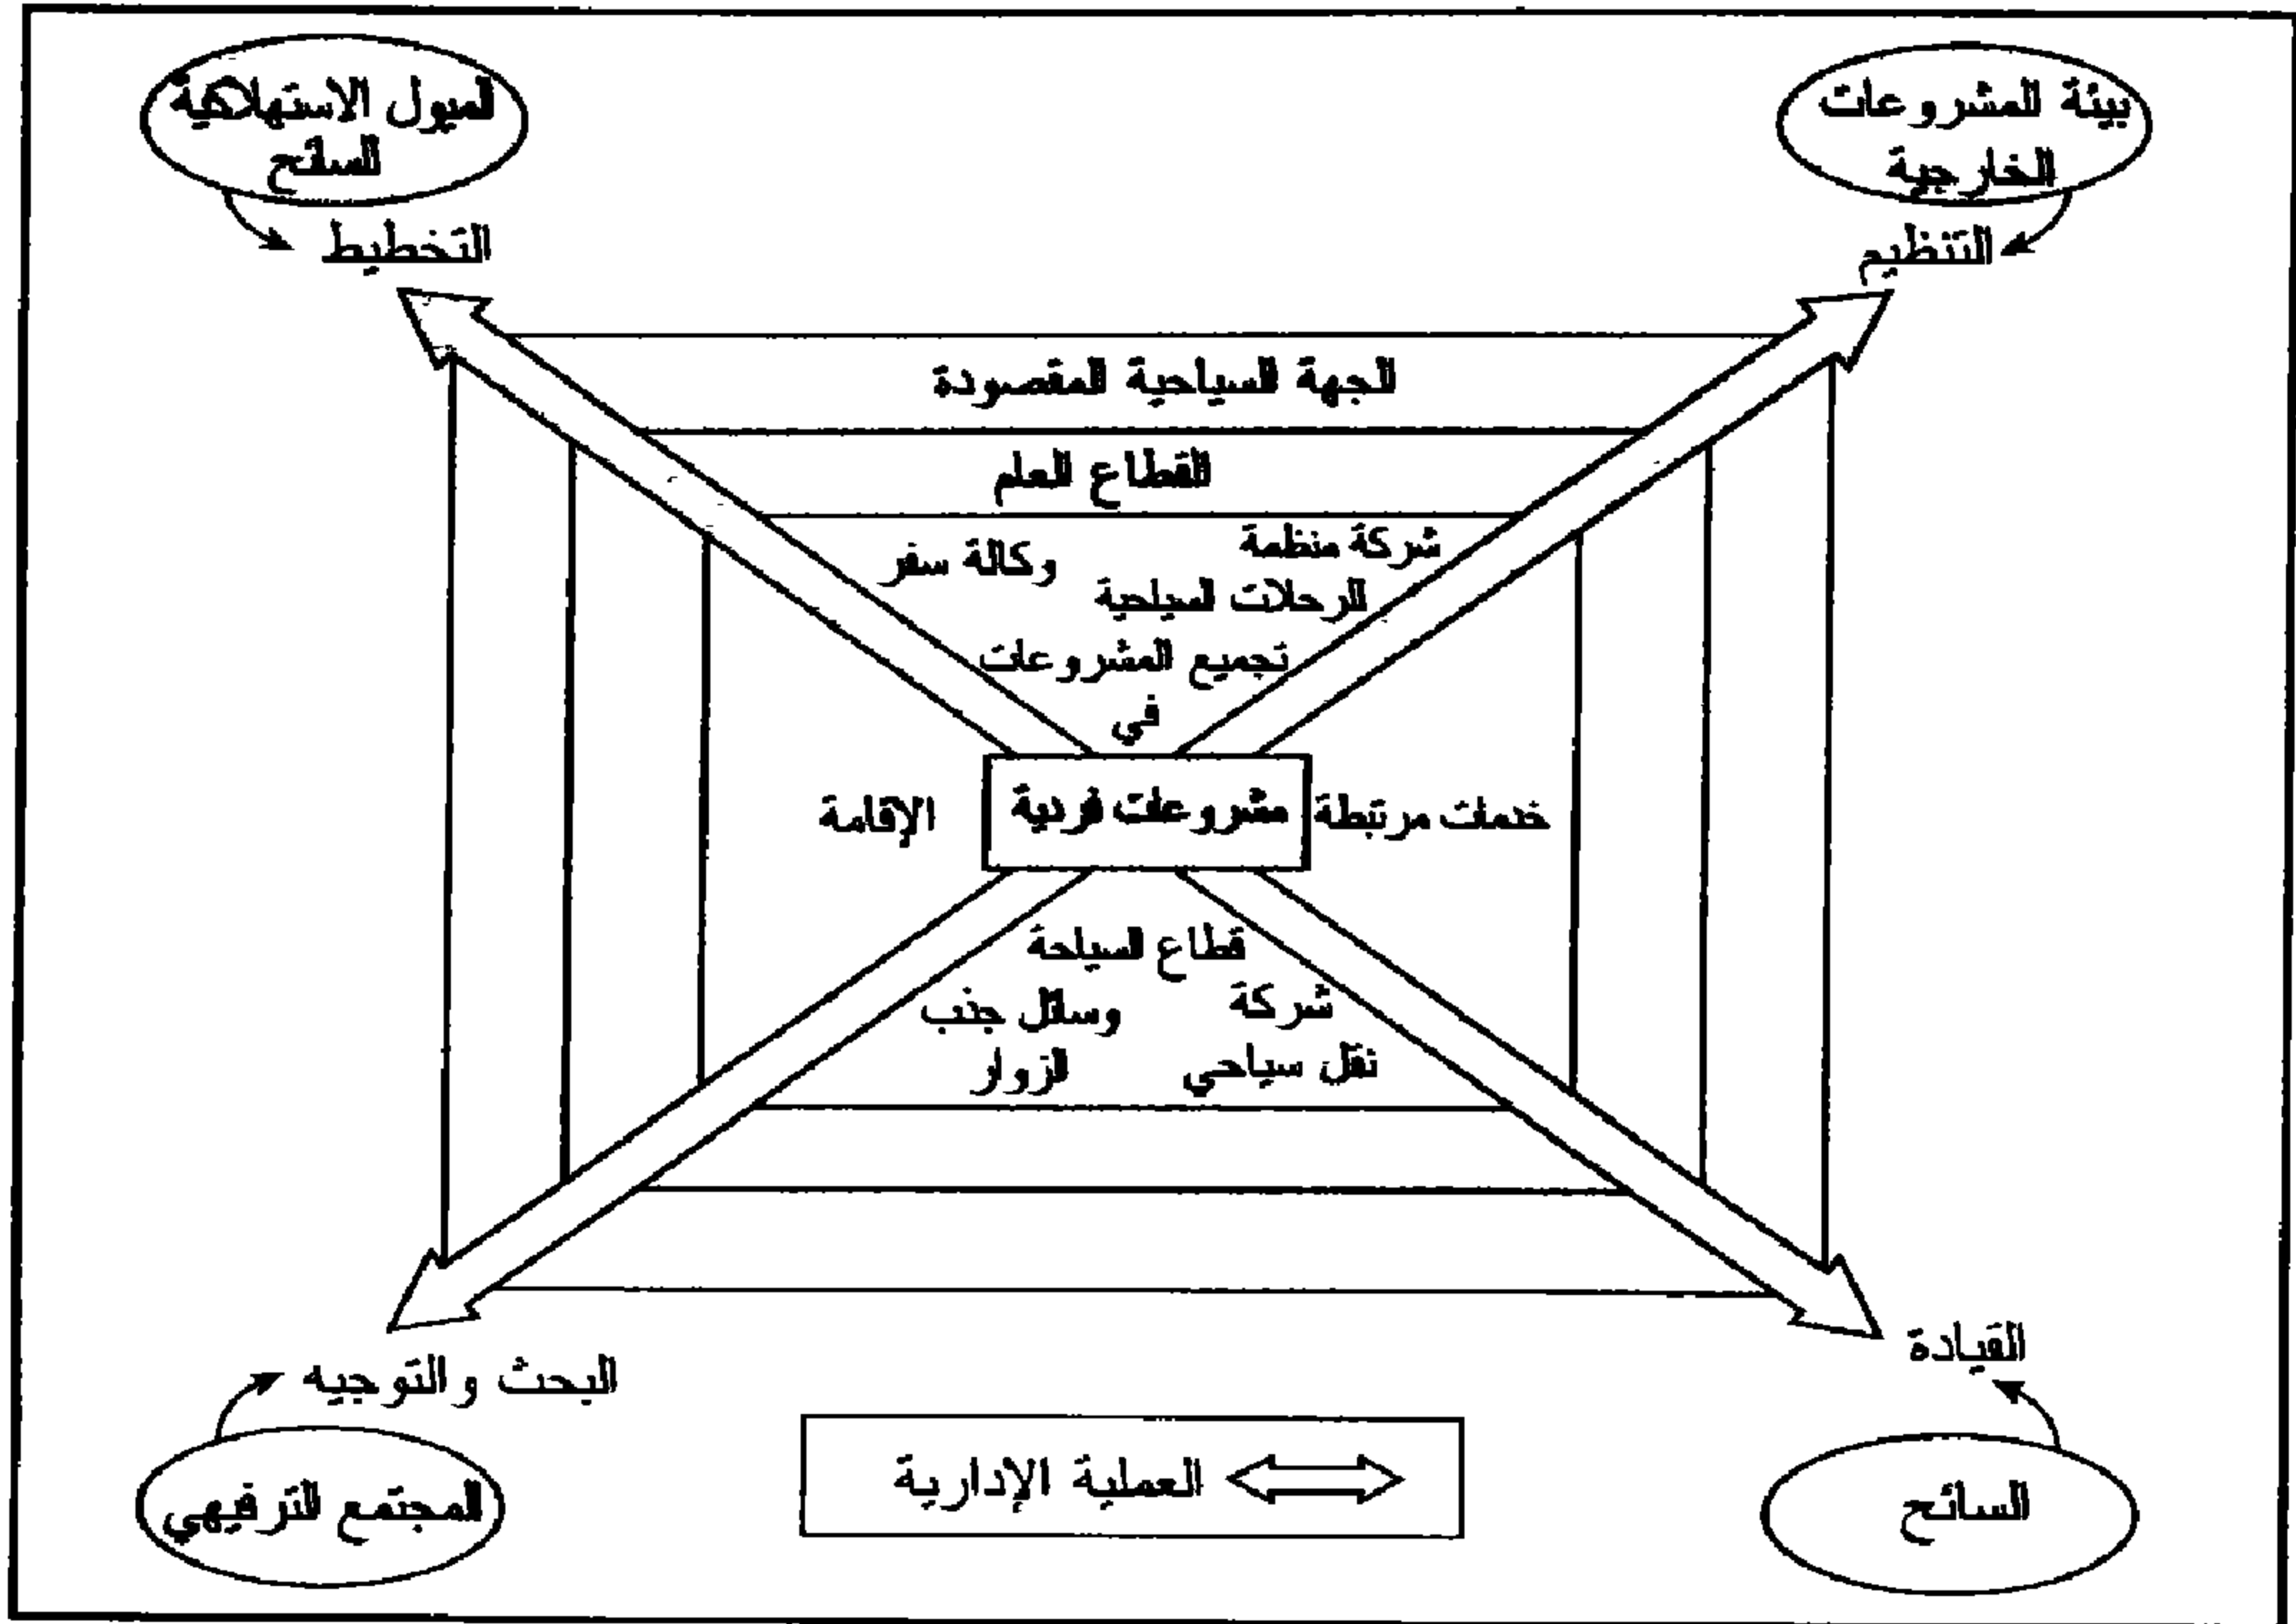 بيئة المشروعات
الخارجية
الميول الاستهلاكية
للسائح
التنظيم
التخطيط
الجهة السياحية المقصودة
القطاع العام
شركة منظمة
للرحلات السياحية
وكالة سفر
تجميع المشروعات
في
خدمات مرتبطة
مشروعات فردية
الإقامة
قطاع السياحة
شركة
نقل سياحي
وسائل جذب
الزوار
القيادة
البحث والتوجيه
السائح
العملية الإدارية
المجتمع الترفيهي